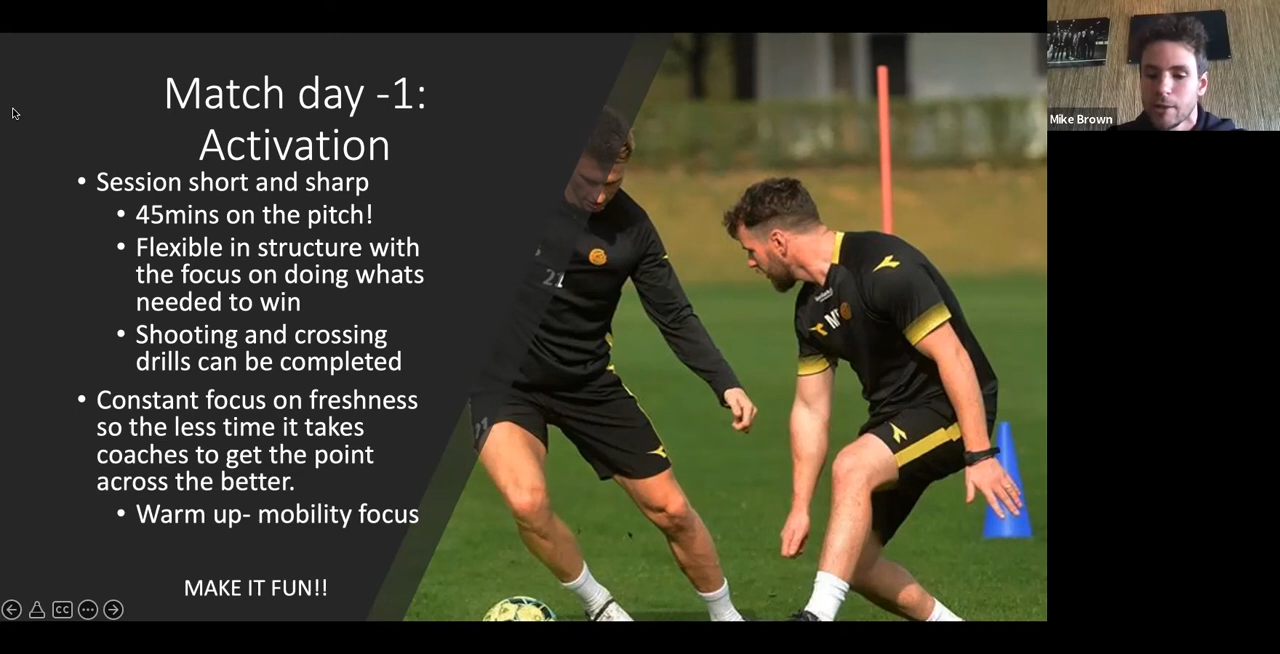 Match day -1:
Activation
• Session short and sharp
• 45mins on the pitch!
• Flexible in structure with
the focus on doing whats
needed to win
• Shooting and crossing
drills can be completed
• Constant focus on freshness
so the less time it takes
coaches to get the point
across the better.
• Warm up- mobility focus
MAKE IT FUN!!
CC
21
21
Mike Brown